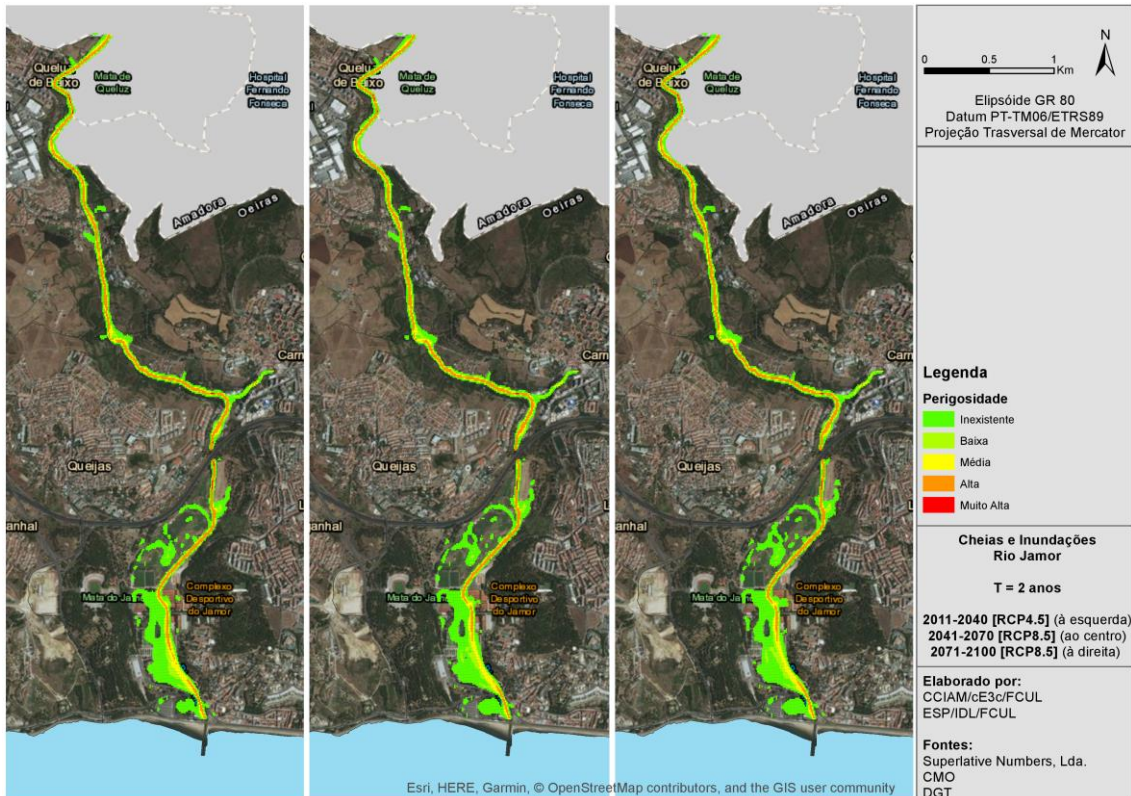 Queluz
de Baixo
Mata de
Queluz
Hospital
Fernando
Fonseca
Amadora
Oeiras
Carn
Queijas
anhal
L
Complexo
Desportivo
do Jamor
Mata do Ja
Queluz
de Baixo
Mata de
Queluz
Hospital
Fernando
Fonseca
Amadora
Oeiras
Carn
Queijas
anhal
L
Complexo
Desportivo
do Jamor
Mata do Ja
Queluz
de Baixo
Mata de
Queluz
Hospital
Fernando
Fonseca
Amadora
Oeiras
Carn
Queijas
anhal
L
Complexo
Desportivo
do Jamor
Mata do Ja
Esri, HERE, Garmin, © OpenStreetMap contributors, and the GIS user community
N
0 0.5 1
Km
Elipsóide GR 80
Datum PT-TM06/ETRS89
Projeção Trasversal de Mercator
Legenda
Perigosidade
Inexistente
Baixa
Média
Alta
Muito Alta
Cheias e Inundações
Rio Jamor
T = 2 anos
2011-2040 [RCP4.5] (à esquerda)
2041-2070 [RCP8.5] (ao centro)
2071-2100 [RCP8.5] (à direita)
Elaborado por:
CCIAM/cE3c/FCUL
ESP/IDL/FCUL
Fontes:
Superlative Numbers, Lda.
CMO
DGT